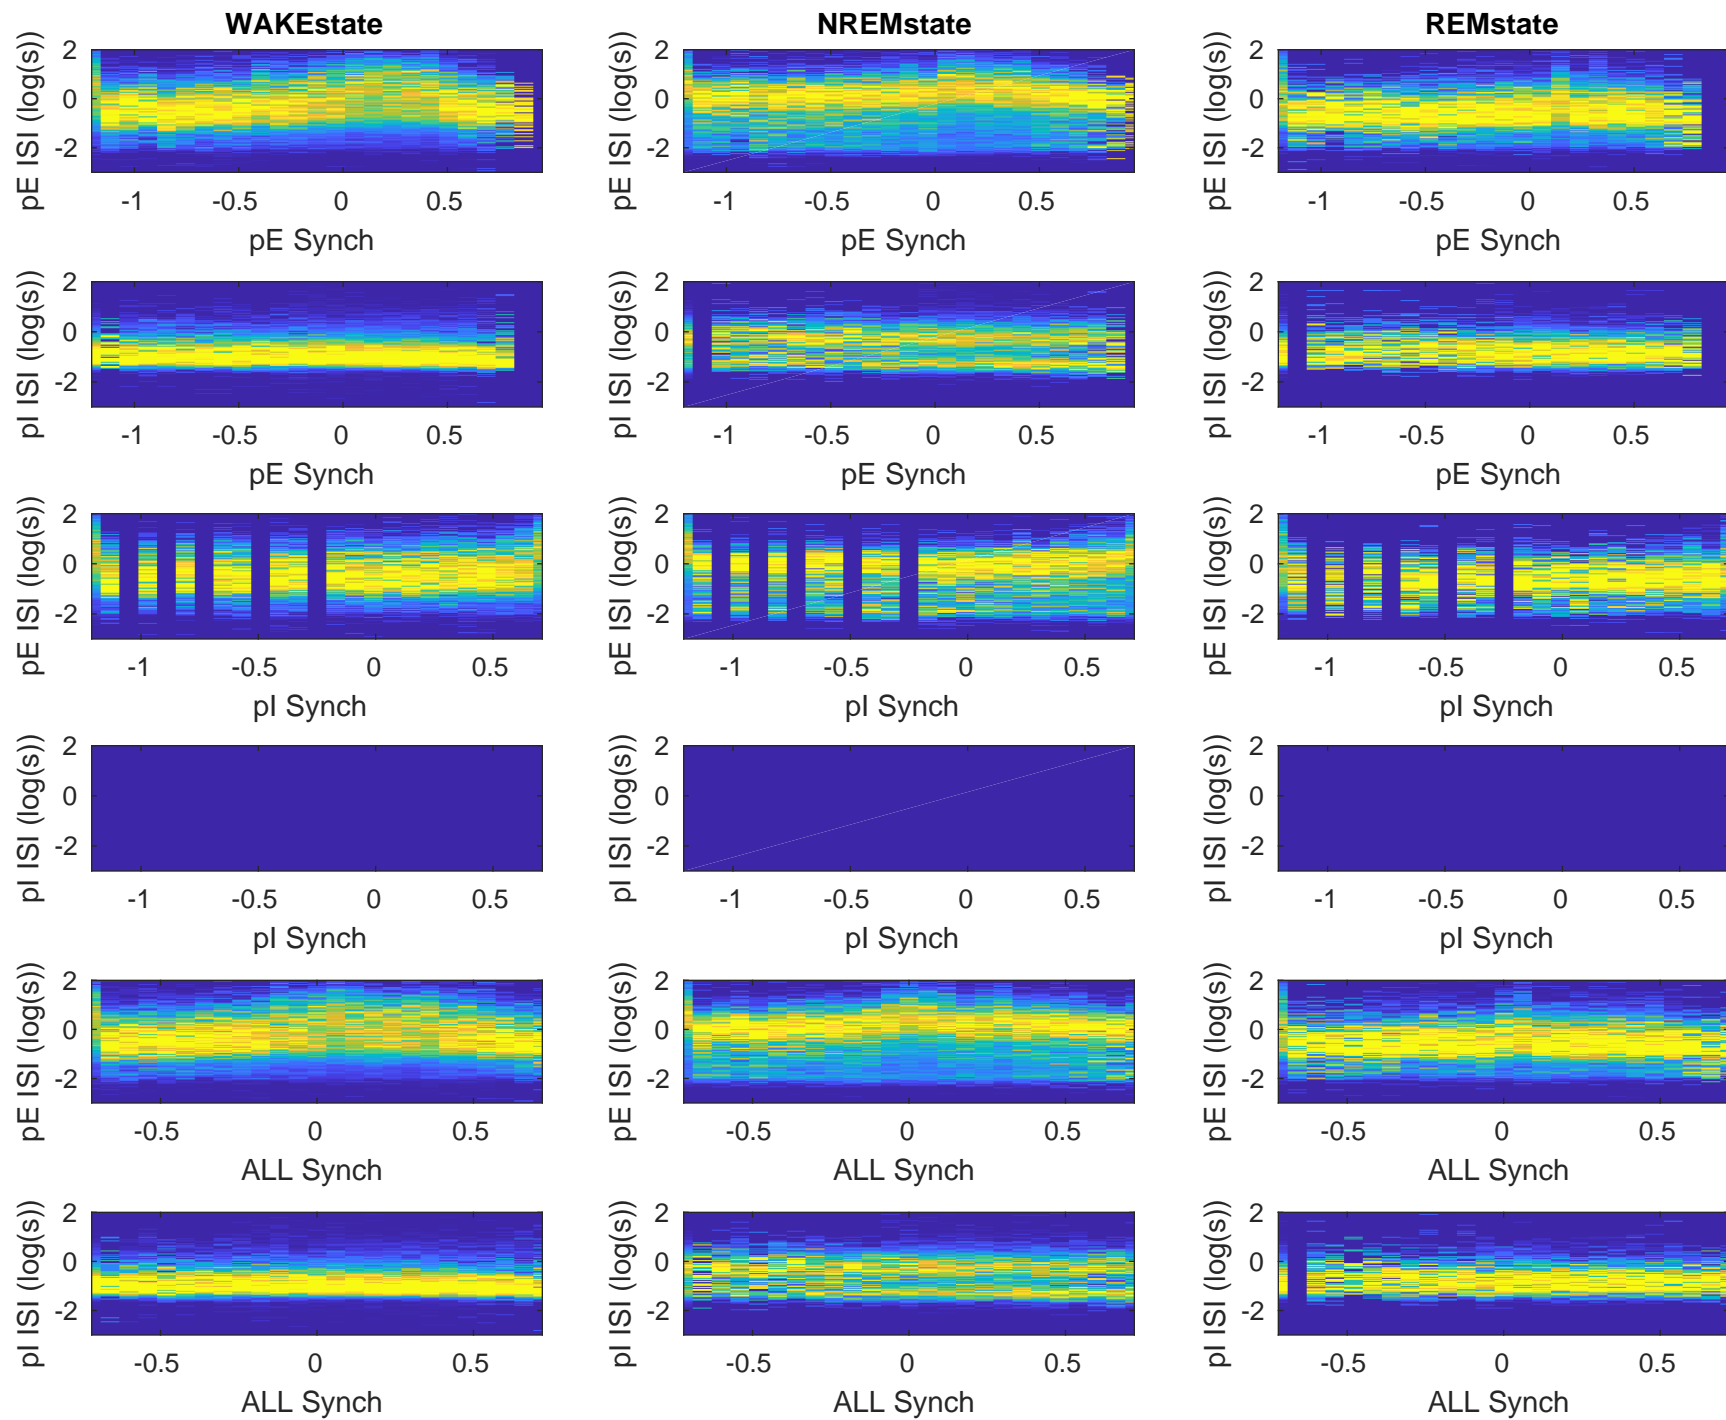 WAKEstate NREMstate REMstate
pE ISI (log(s)) 2 0 -2 pE ISI (log(s)) 2 0 -2 pE ISI (log(s)) 2 0 -2
-1 -0.5 0 0.5 -1 -0.5 0 0.5 -1 -0.5 0 0.5
pE Synch pE Synch pE Synch
pI ISI (log(s)) 2 0 -2 pI ISI (log(s)) 2 0 -2 pI ISI (log(s)) 2 0 -2
-1 -0.5 0 0.5 -1 -0.5 0 0.5 -1 -0.5 0 0.5
pE Synch pE Synch pE Synch
pE ISI (log(s)) 2 0 -2 pE ISI (log(s)) 2 0 -2 pE ISI (log(s)) 2 0 -2
-1 -0.5 0 0.5 -1 -0.5 0 0.5 -1 -0.5 0 0.5
pI Synch pI Synch pI Synch
pI ISI (log(s)) 2 0 -2 pI ISI (log(s)) 2 0 -2 pI ISI (log(s)) 2 0 -2
-1 -0.5 0 0.5 -1 -0.5 0 0.5 -1 -0.5 0 0.5
pI Synch pI Synch pI Synch
pE ISI (log(s)) 2 0 -2 pE ISI (log(s)) 2 0 -2 pE ISI (log(s)) 2 0 -2
-0.5 0 0.5 -0.5 0 0.5 -0.5 0 0.5
ALL Synch ALL Synch ALL Synch
pI ISI (log(s)) 2 0 -2 pI ISI (log(s)) 2 0 -2 pI ISI (log(s)) 2 0 -2
-0.5 0 0.5 -0.5 0 0.5 -0.5 0 0.5
ALL Synch ALL Synch ALL Synch